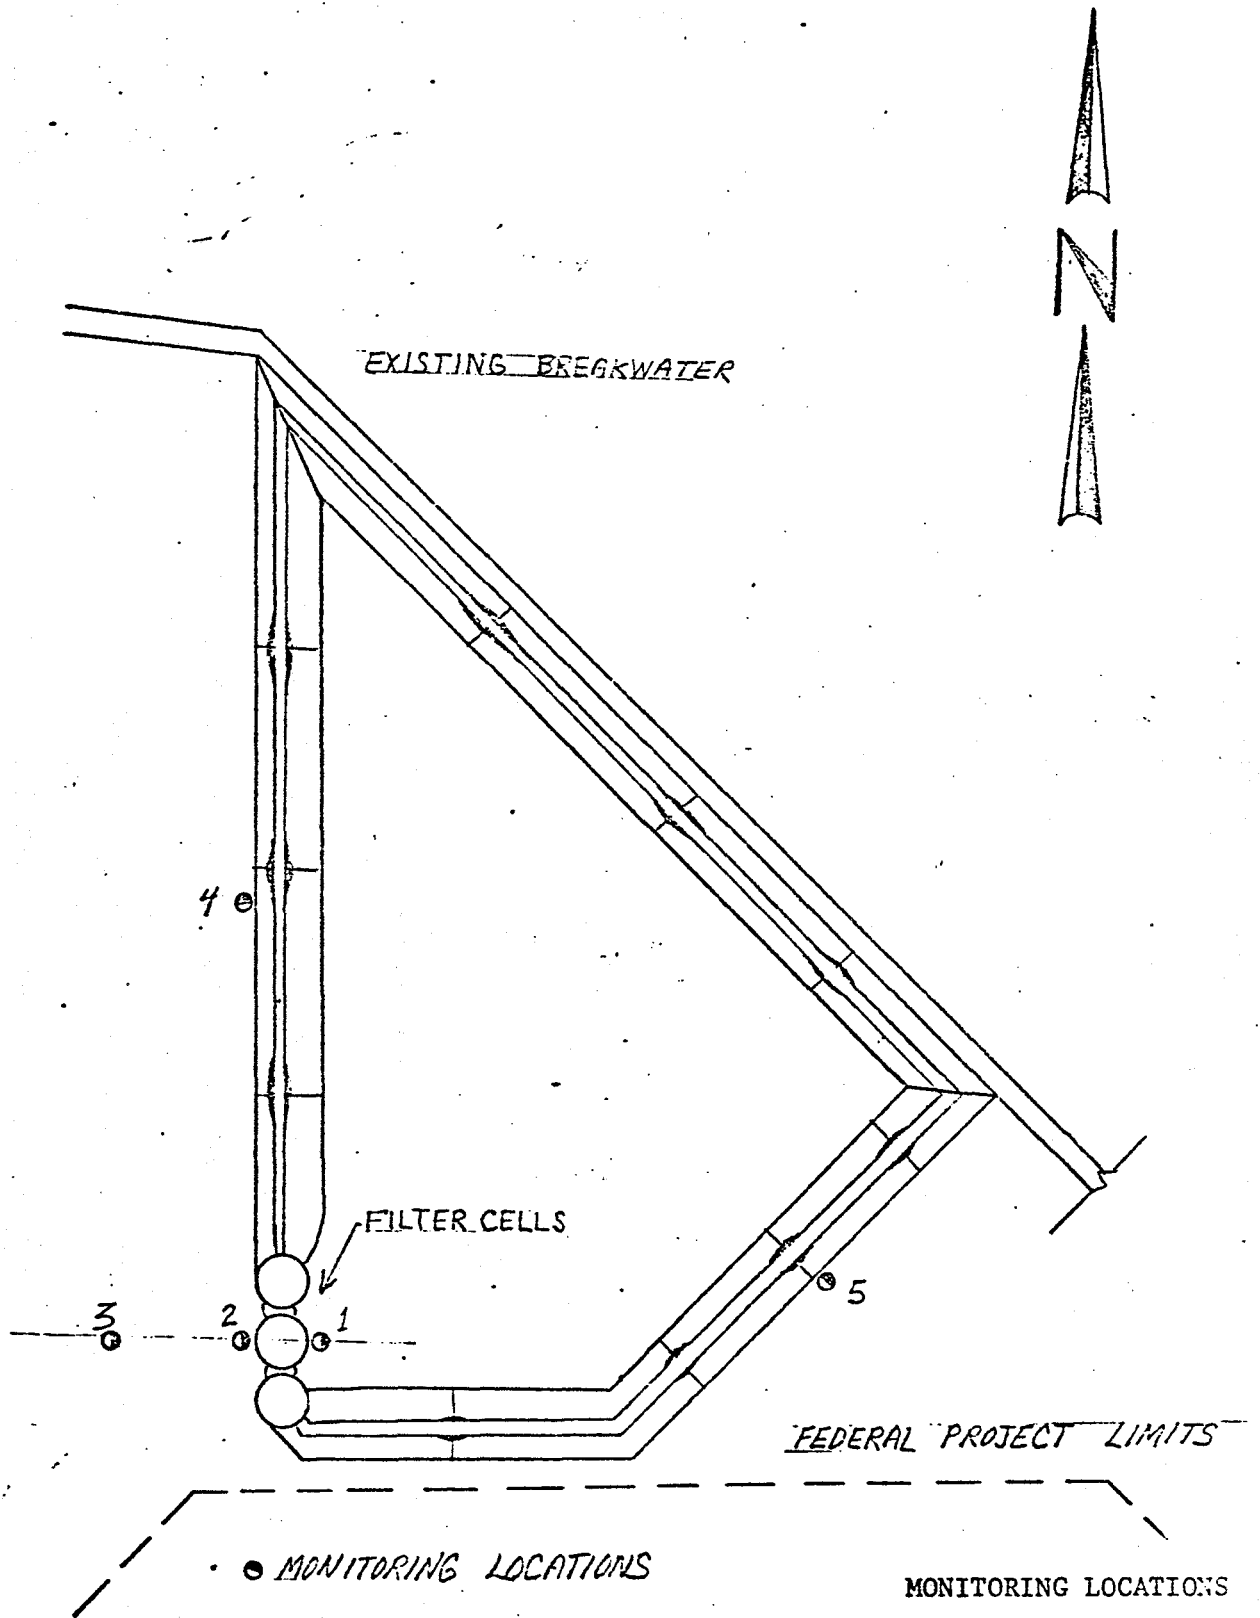 N
EXISTING BREAKWATER
4
FILTER CELLS
3
2
1
5
FEDERAL PROJECT LIMITS
MONITORING LOCATIONS
MONITORING LOCATIONS